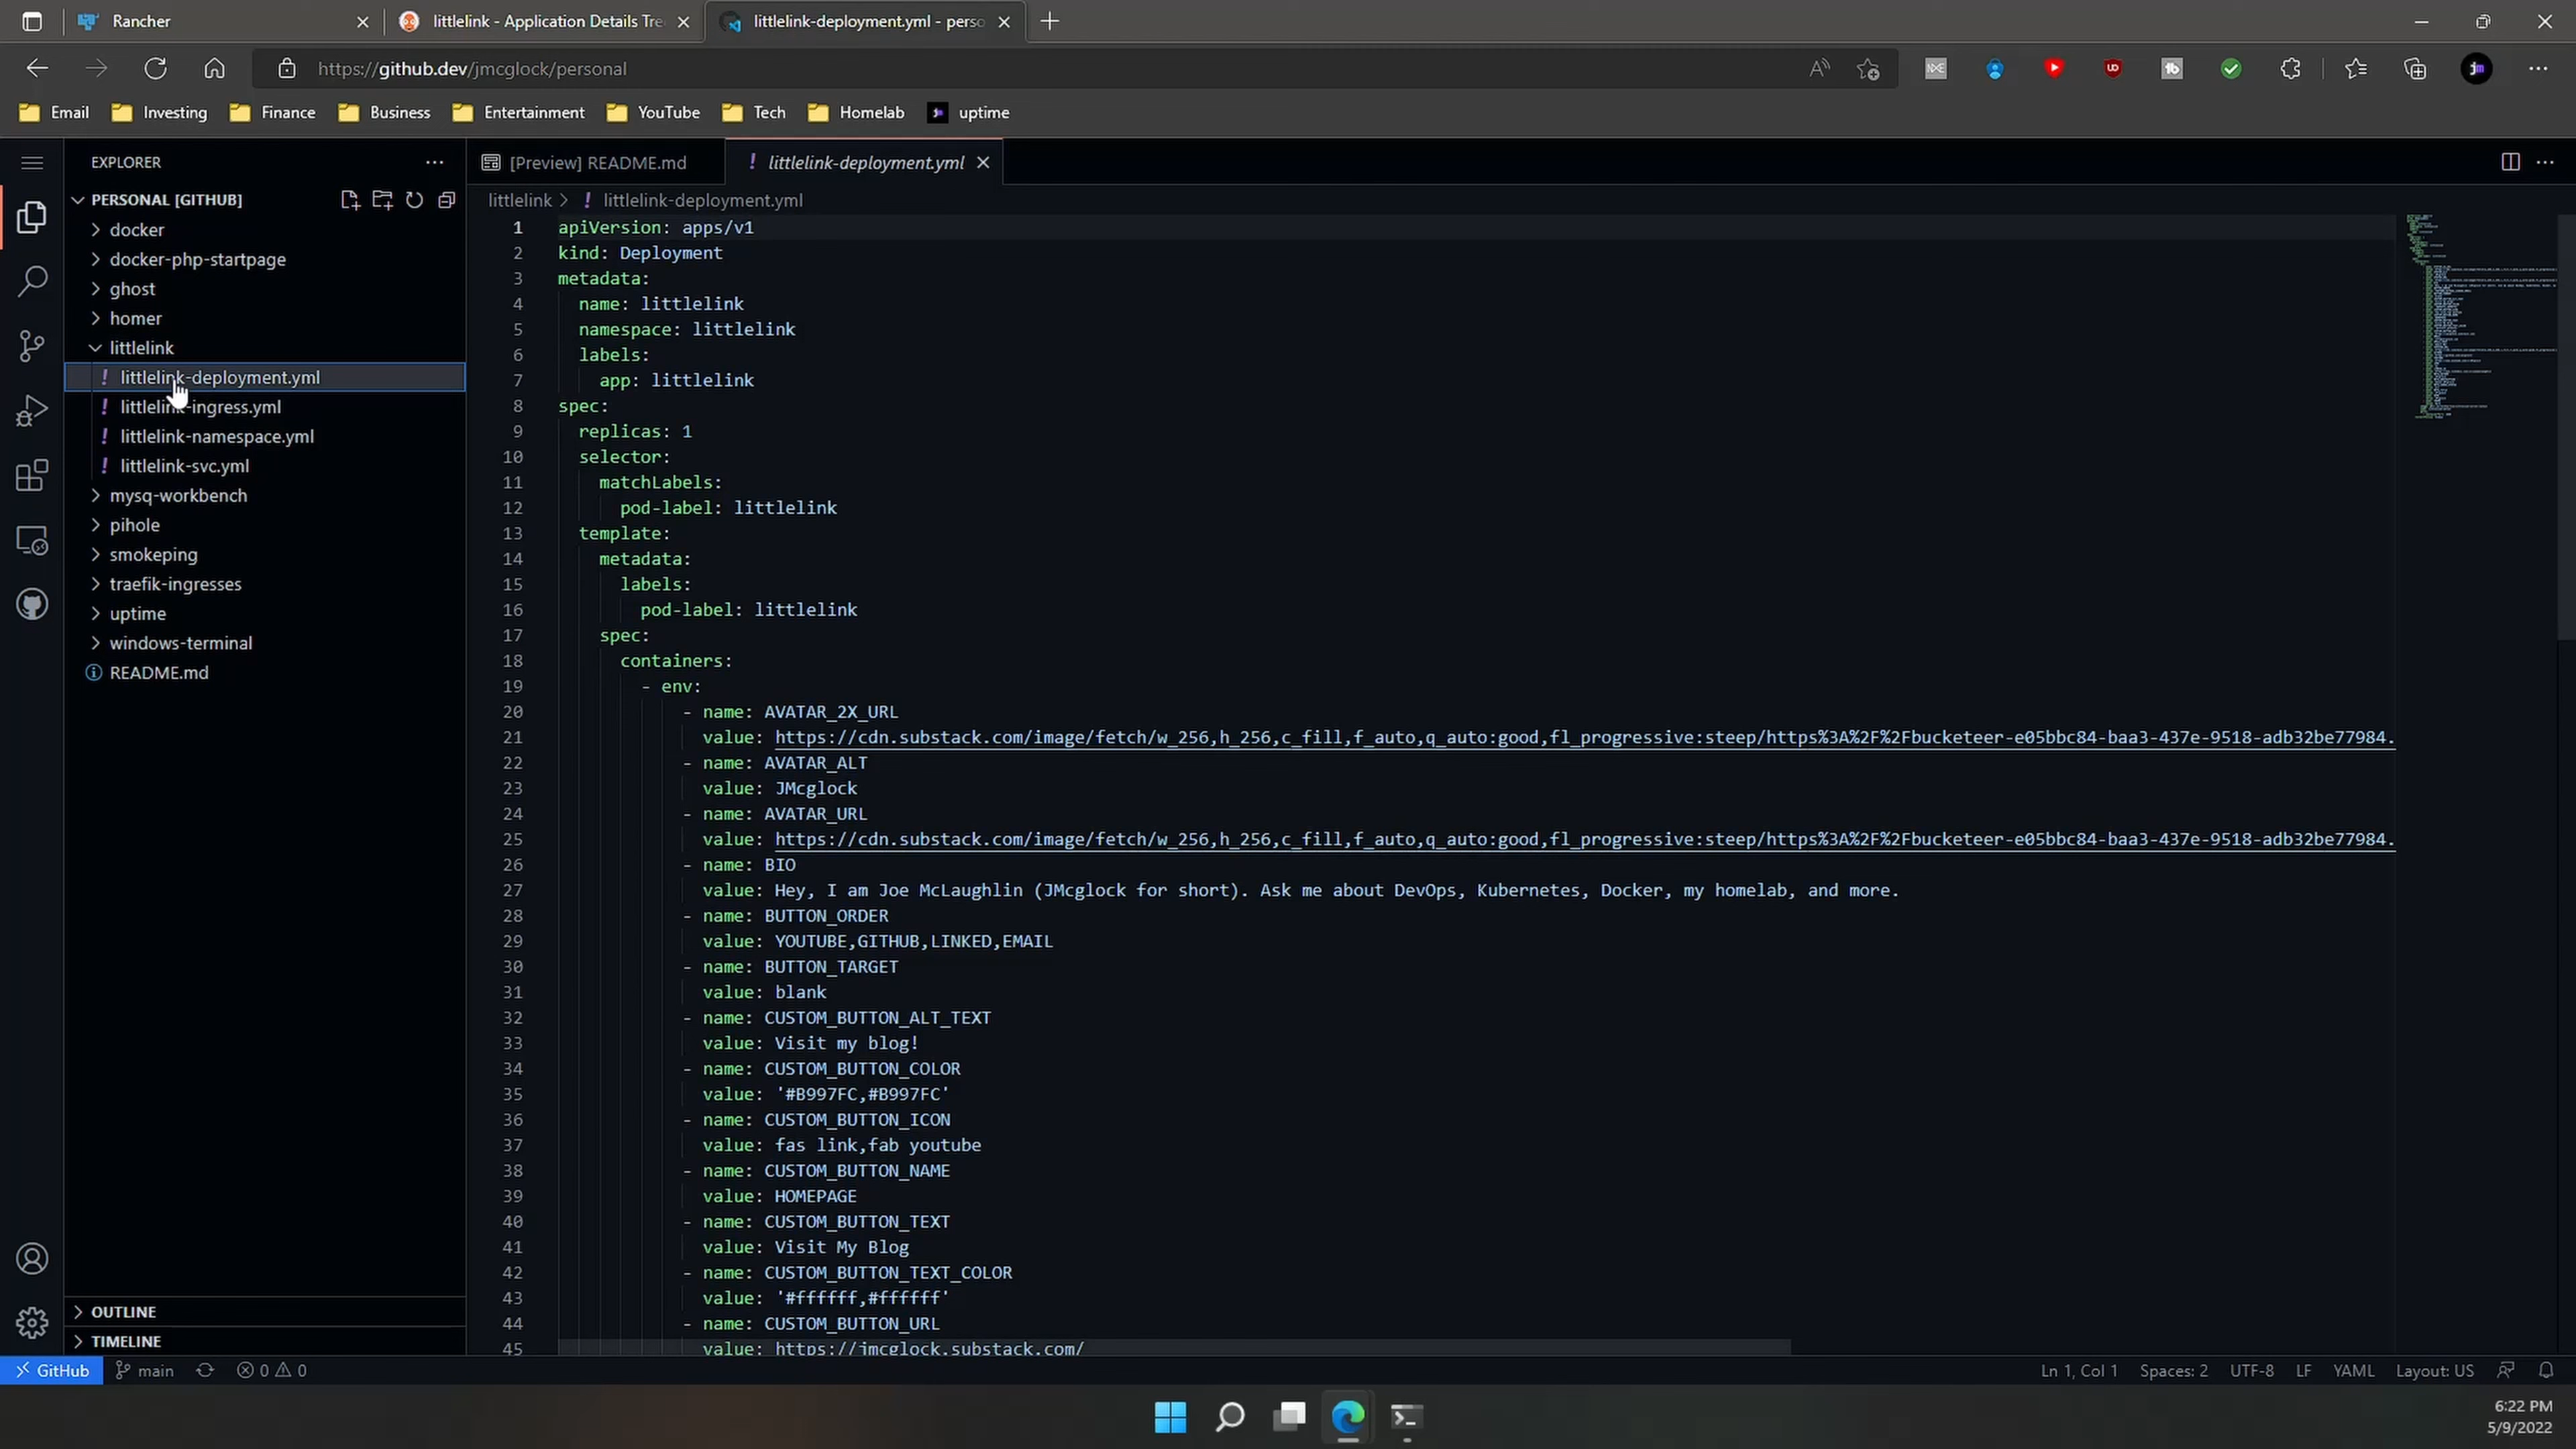 Rancher
littlelink - Application Details Tre
littlelink-deployment.yml - perso
https://github.dev/jmcglock/personal
Email
Investing
Finance
Business
Entertainment
YouTube
Tech
Homelab
uptime
EXPLORER
[Preview] README.md
! littlelink-deployment.yml
PERSONAL [GITHUB]
docker
docker-php-startpage
ghost
homer
littlelink
! littlelink-deployment.yml
! littlelink-ingress.yml
! littlelink-namespace.yml
! littlelink-svc.yml
mysq-workbench
pihole
smokeping
traefik-ingresses
uptime
windows-terminal
README.md
OUTLINE
TIMELINE
littlelink > ! littlelink-deployment.yml
1 apiVersion: apps/v1
2 kind: Deployment
3 metadata:
4 name: littlelink
5 namespace: littlelink
6 labels:
7 app: littlelink
8 spec:
9 replicas: 1
10 selector:
11 matchLabels:
12 pod-label: littlelink
13 template:
14 metadata:
15 labels:
16 pod-label: littlelink
17 spec:
18 containers:
19 - env:
20 - name: AVATAR_2X_URL
21 value: https://cdn.substack.com/image/fetch/w_256,h_256,c_fill,f_auto,q_auto:good,fl_progressive:steep/https%3A%2F%2Fbucketeer-e05bbc84-baa3-437e-9518-adb32be77984.
22 - name: AVATAR_ALT
23 value: JMcglock
24 - name: AVATAR_URL
25 value: https://cdn.substack.com/image/fetch/w_256,h_256,c_fill,f_auto,q_auto:good,fl_progressive:steep/https%3A%2F%2Fbucketeer-e05bbc84-baa3-437e-9518-adb32be77984.
26 - name: BIO
27 value: Hey, I am Joe McLaughlin (JMcglock for short). Ask me about DevOps, Kubernetes, Docker, my homelab, and more.
28 - name: BUTTON_ORDER
29 value: YOUTUBE,GITHUB,LINKED,EMAIL
30 - name: BUTTON_TARGET
31 value: blank
32 - name: CUSTOM_BUTTON_ALT_TEXT
33 value: Visit my blog!
34 - name: CUSTOM_BUTTON_COLOR
35 value: '#B997FC,#B997FC'
36 - name: CUSTOM_BUTTON_ICON
37 value: fas link,fab youtube
38 - name: CUSTOM_BUTTON_NAME
39 value: HOMEPAGE
40 - name: CUSTOM_BUTTON_TEXT
41 value: Visit My Blog
42 - name: CUSTOM_BUTTON_TEXT_COLOR
43 value: '#ffffff,#ffffff'
44 - name: CUSTOM_BUTTON_URL
45 value: https://jmcglock.substack.com/
GitHub main 0 0
Ln 1, Col 1 Spaces: 2 UTF-8 LF YAML Layout: US
6:22 PM
5/9/2022